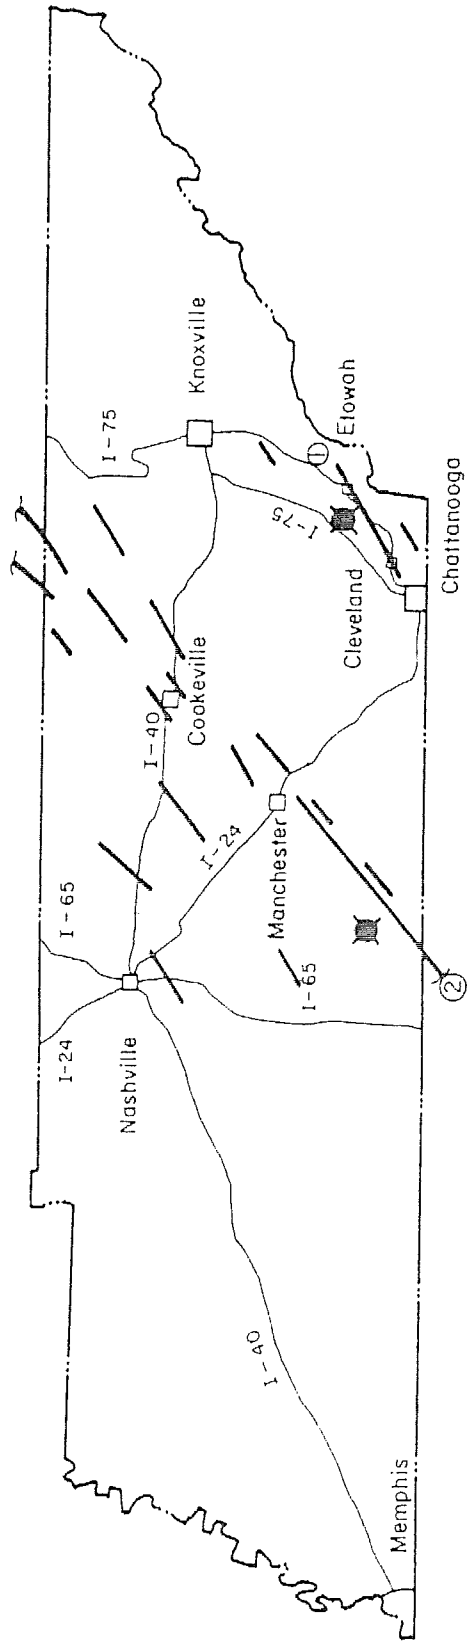 I-24
I-65
I-75
Nashville
I-40
Cookeville
Knoxville
I-24
Manchester
I-65
I-75
1
Etowah
Cleveland
Chattanooga
2
I-40
Memphis